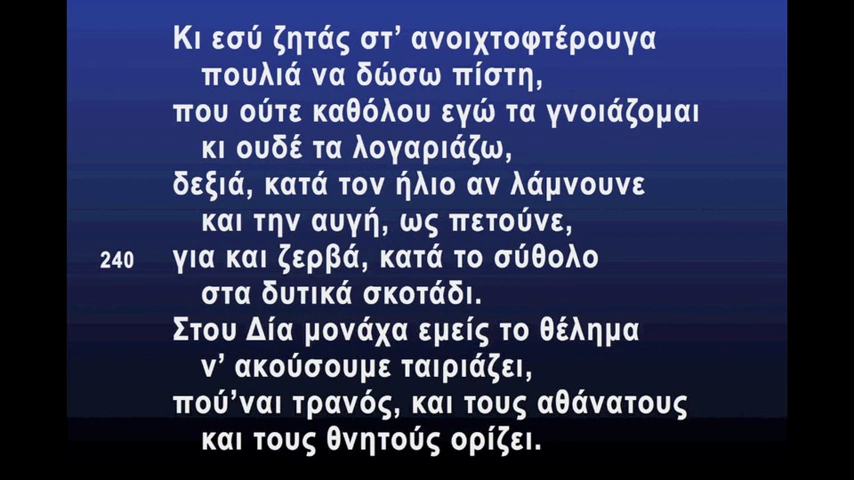 Κι εσύ ζητάς στ’ ανοιχτοφτέρουγα
πουλιά να δώσω πίστη,
που ούτε καθόλου εγώ τα γνοιάζομαι
κι ουδέ τα λογαριάζω,
δεξιά, κατά τον ήλιο αν λάμνουνε
και την αυγή, ως πετούνε,
240 για και ζερβά, κατά το σύθολο
στα δυτικά σκοτάδι.
Στου Δία μονάχα εμείς το θέλημα
ν’ ακούσουμε ταιριάζει,
πού’ναι τρανός, και τους αθάνατους
και τους θνητούς ορίζει.